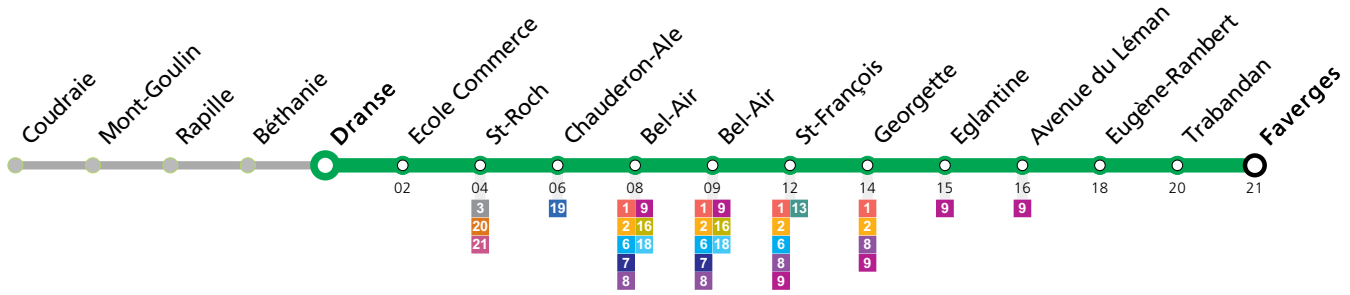 Coudraie
Mont-Goulin
Rapille
Béthanie
Dranse
Ecole Commerce
St-Roch
Chauderon-Ale
Bel-Air
Bel-Air
St-François
Georgette
Eglantine
Avenue du Léman
Eugène-Rambert
Trabandan
Faverges
02 04 06 08 09 12 14 15 16 18 20 21
3 19 1 9 1 9 1 13 1 9 9
20 2 16 2 16 2 2
21 6 18 6 18 6 8
7 7 8 9
8 8 9